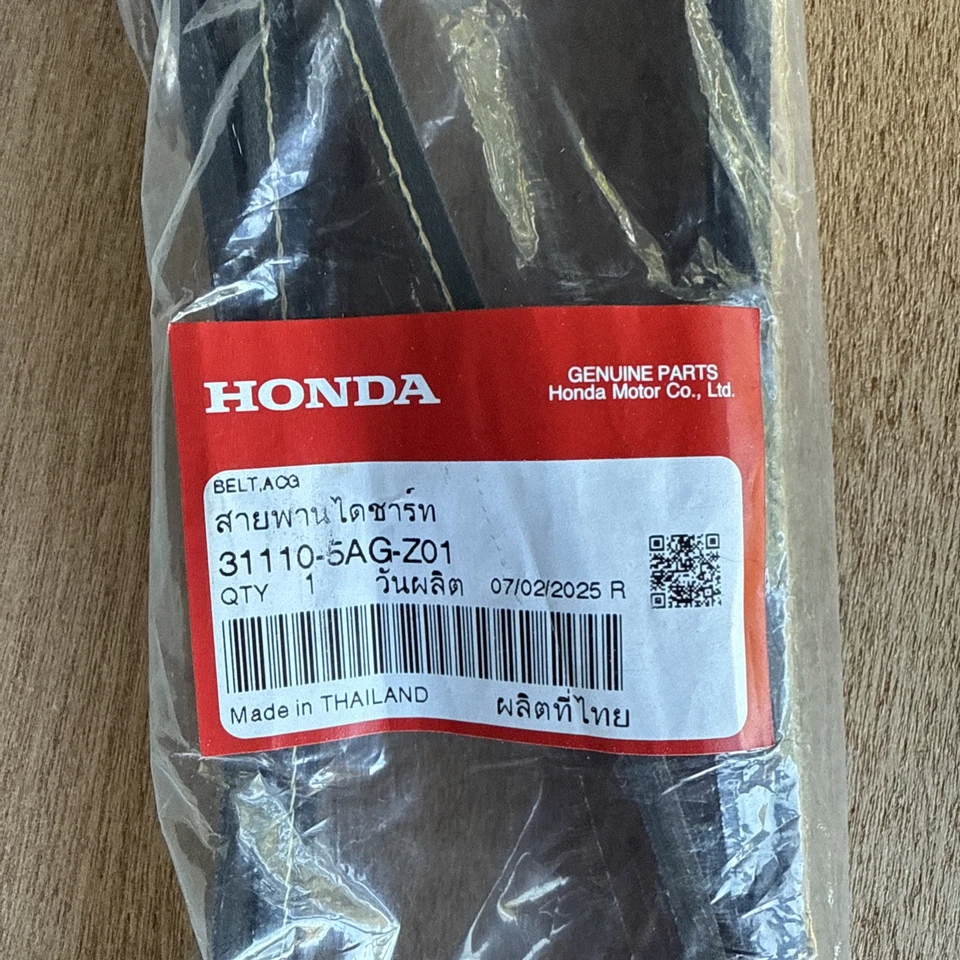 HONDA
GENUINE PARTS
Honda Motor Co., Ltd.
BELT,ACG
สายพานไดชาร์ท
31110-5AG-Z01
QTY 1 วันผลิต 07/02/2025 R
Made in THAILAND ผลิตที่ไทย